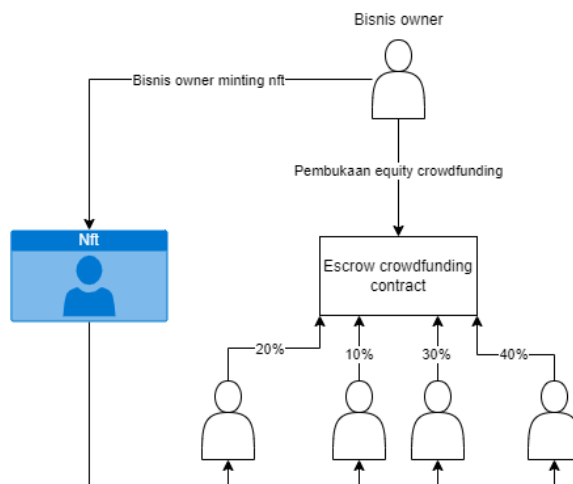 Bisnis owner
Bisnis owner minting nft
Pembukaan equity crowdfunding
Nft
Escrow crowdfunding
contract
20%
10%
30%
40%